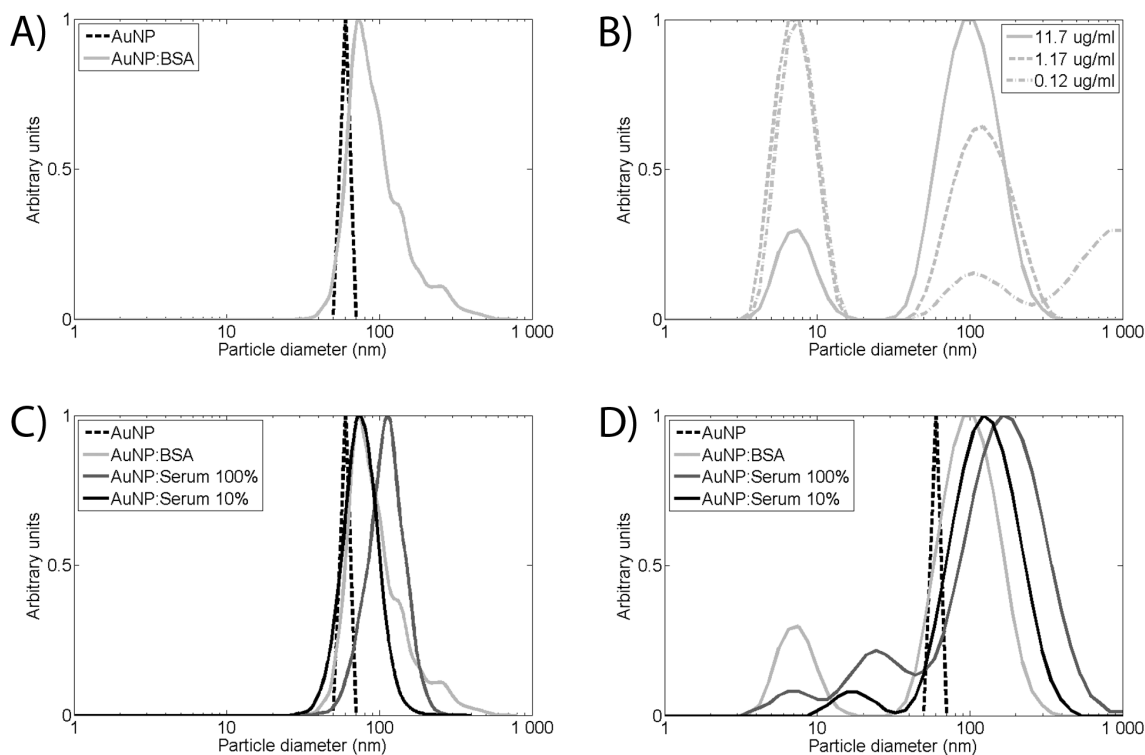 A)
1
AuNP
AuNP:BSA
0.5
0
1
10
100
1 000
Arbitrary units
Particle diameter (nm)
B)
1
11.7 ug/ml
1.17 ug/ml
0.12 ug/ml
0.5
0
1
10
100
1 000
Arbitrary units
Particle diameter (nm)
C)
1
AuNP
AuNP:BSA
AuNP:Serum 100%
AuNP:Serum 10%
0.5
0
1
10
100
1 000
Arbitrary units
Particle diameter (nm)
D)
1
AuNP
AuNP:BSA
AuNP:Serum 100%
AuNP:Serum 10%
0.5
0
1
10
100
1 000
Arbitrary units
Particle diameter (nm)